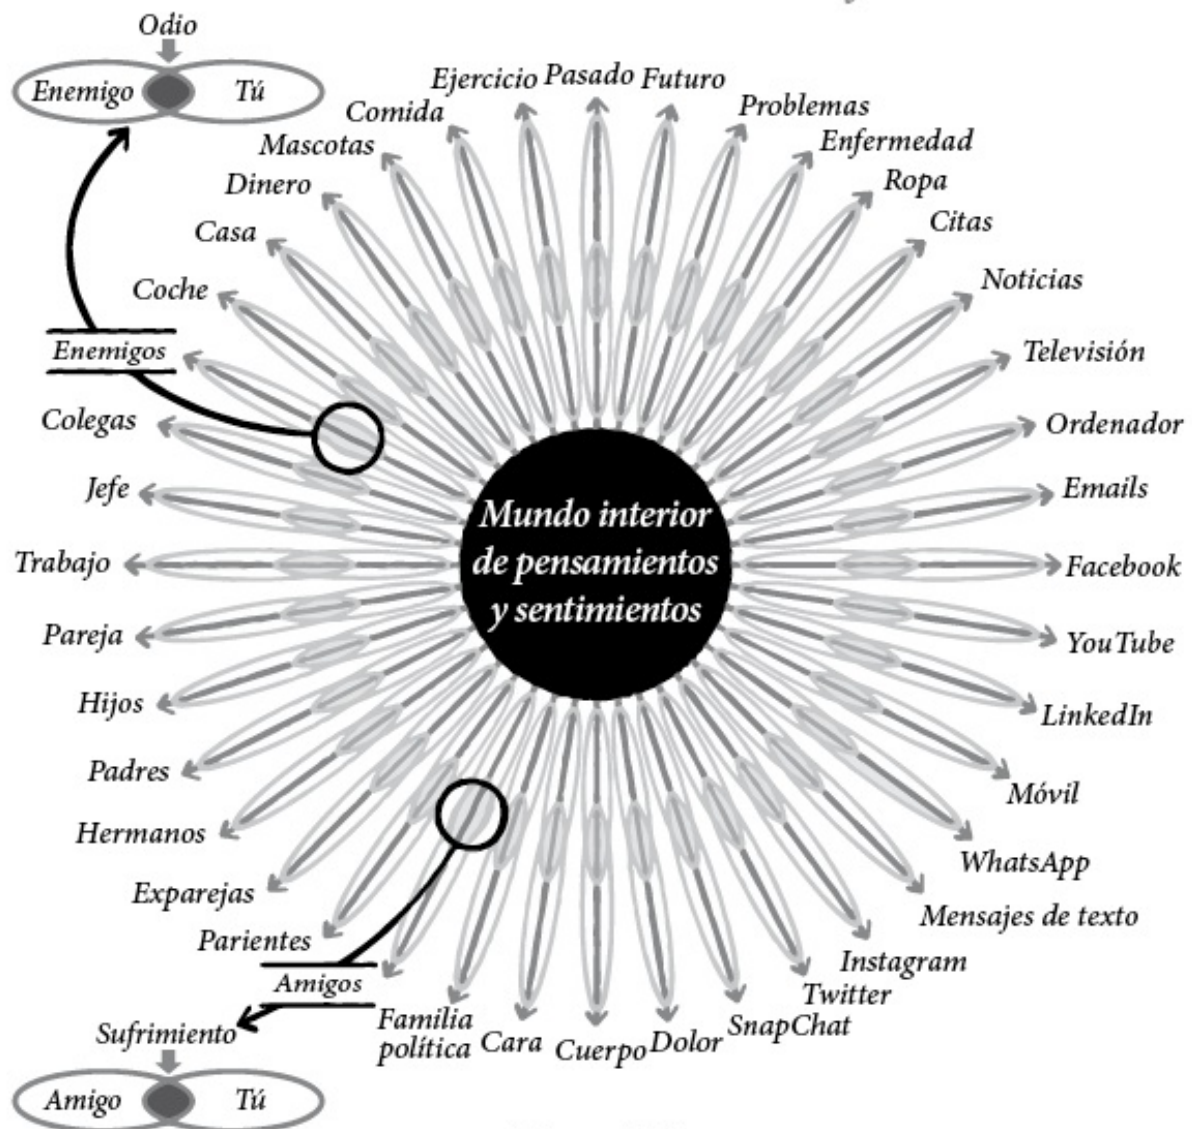 Odio
Enemigo
Tú
Ejercicio
Pasado
Futuro
Comida
Problemas
Mascotas
Enfermedad
Dinero
Ropa
Casa
Citas
Coche
Noticias
Enemigos
Televisión
Colegas
Ordenador
Jefe
Emails
Mundo interior
de pensamientos
y sentimientos
Trabajo
Facebook
Pareja
YouTube
Hijos
LinkedIn
Padres
Móvil
Hermanos
WhatsApp
Exparejas
Mensajes de texto
Parientes
Instagram
Amigos
Twitter
Familia
política
Cara
Cuerpo
Dolor
SnapChat
Sufrimiento
Amigo
Tú